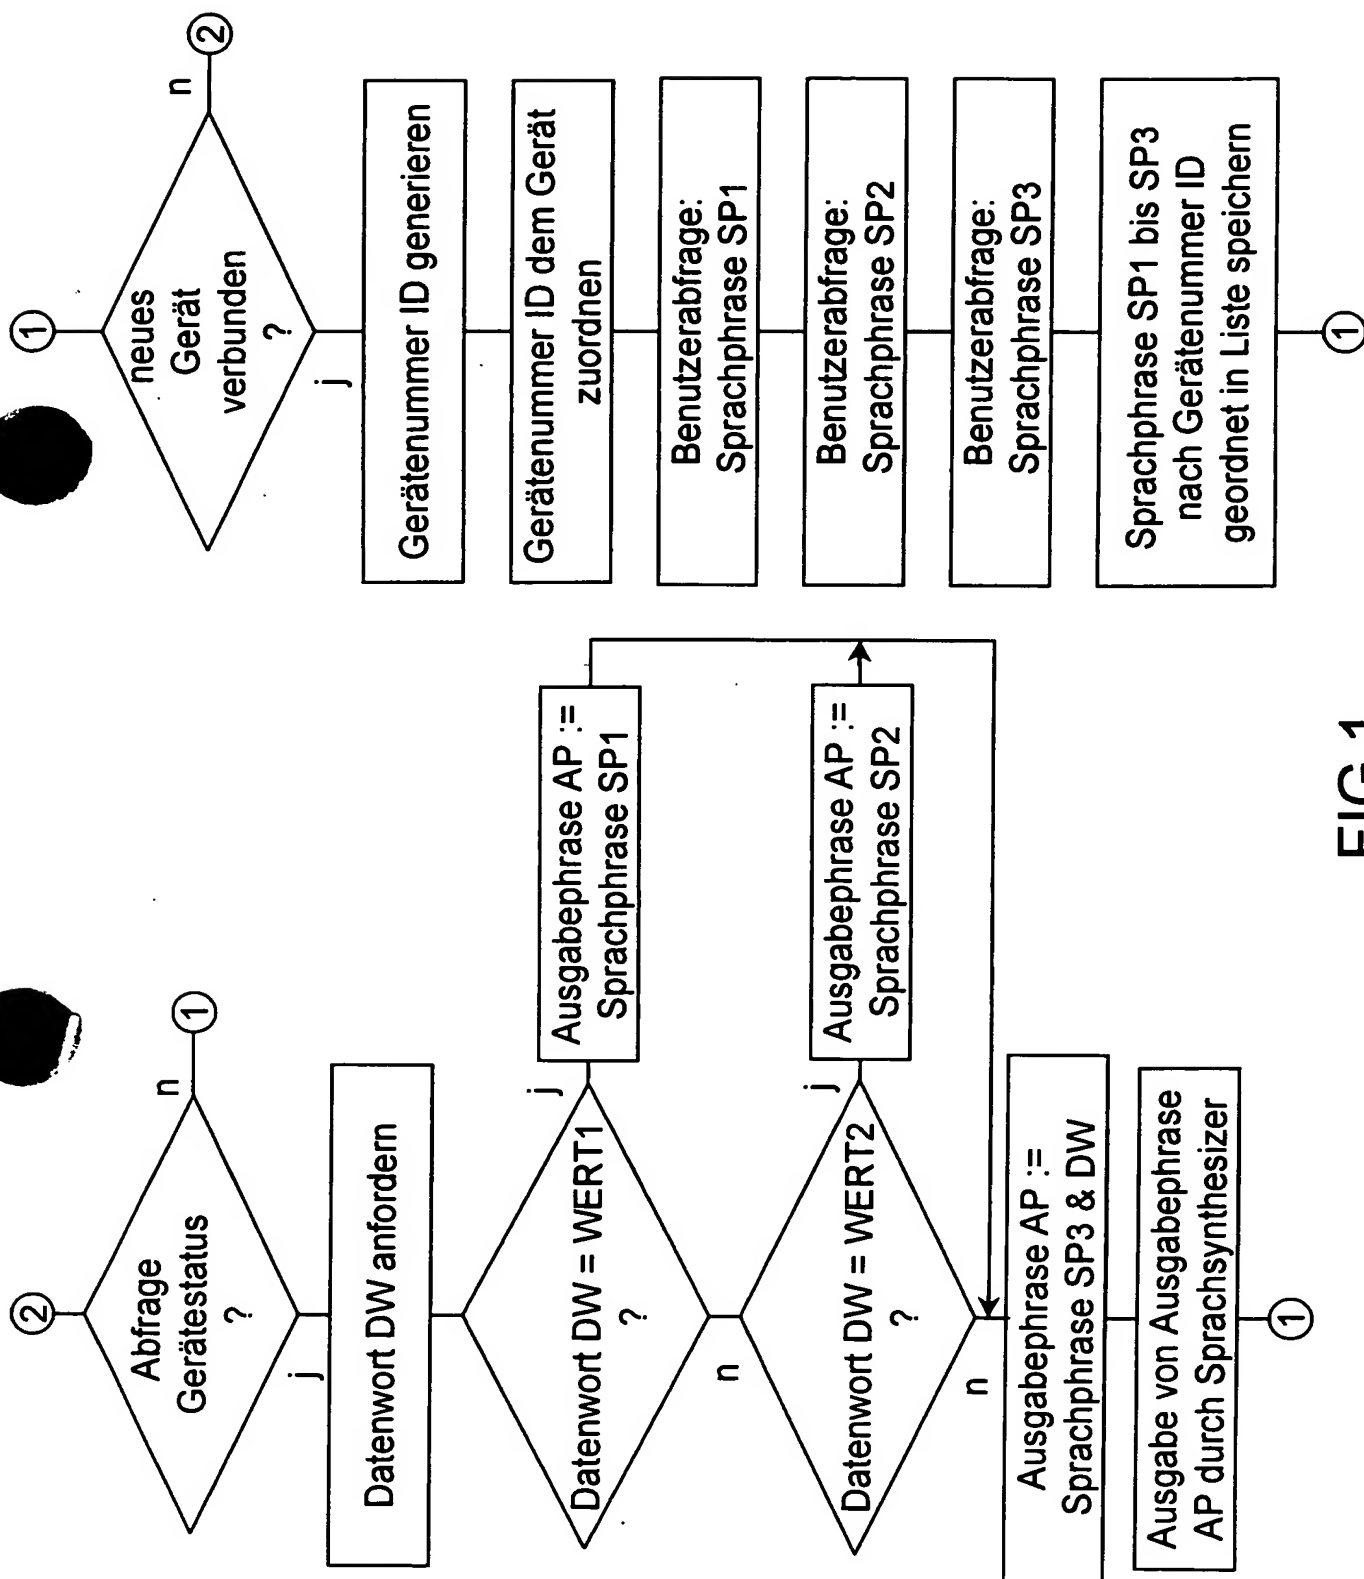 1
neues
Gerät
verbunden
?
n
2
j
Gerätenummer ID generieren
Gerätenummer ID dem Gerät
zuordnen
Benutzerabfrage:
Sprachphrase SP1
Benutzerabfrage:
Sprachphrase SP2
Benutzerabfrage:
Sprachphrase SP3
Sprachphrase SP1 bis SP3
nach Gerätenummer ID
geordnet in Liste speichern
1
2
Abfrage
Gerätestatus
?
n
1
j
Datenwort DW anfordern
Datenwort DW = WERT1
?
j
Ausgabephrase AP :=
Sprachphrase SP1
n
Datenwort DW = WERT2
?
j
Ausgabephrase AP :=
Sprachphrase SP2
n
Ausgabephrase AP :=
Sprachphrase SP3 & DW
Ausgabe von Ausgabephrase
AP durch Sprachsynthesizer
1
FIG 1